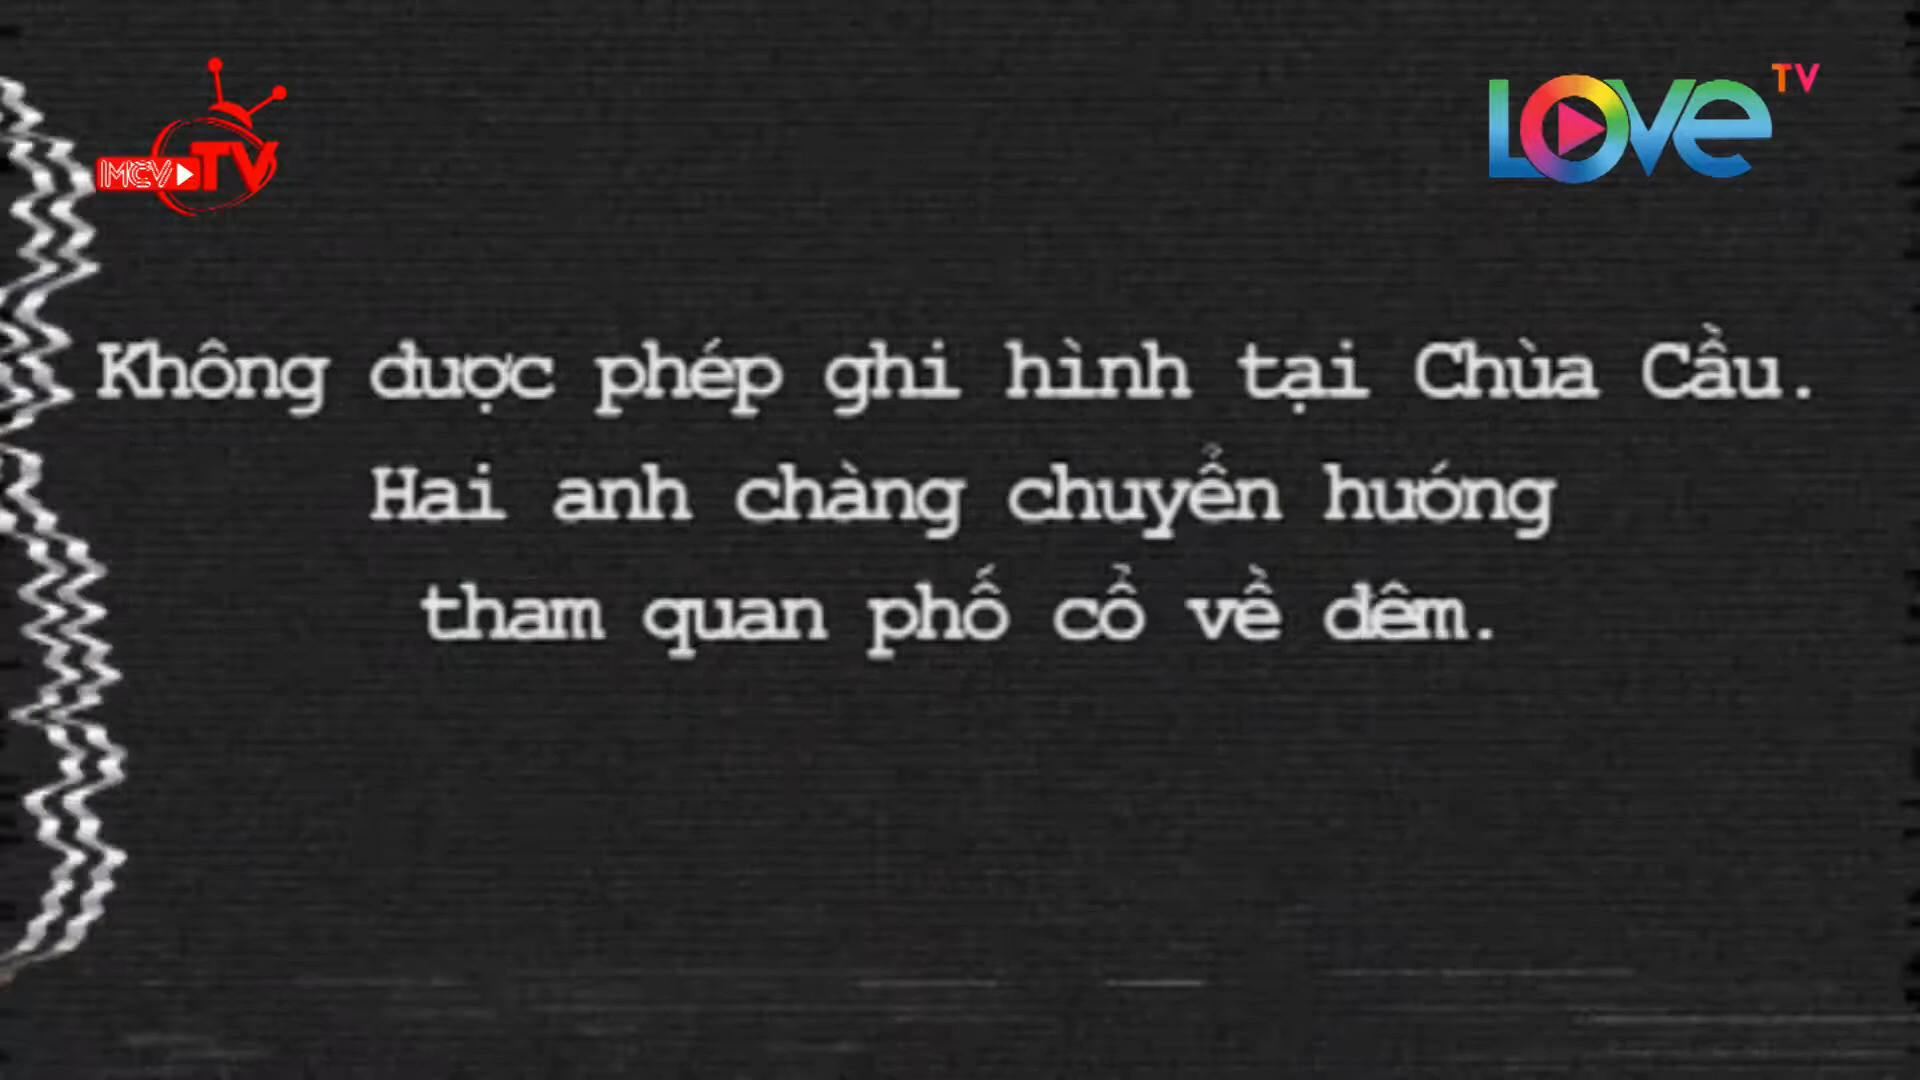 IMCV TV
LOVE TV
Không được phép ghi hình tại Chùa Cầu.
Hai anh chàng chuyển hướng
tham quan phố cổ về đêm.